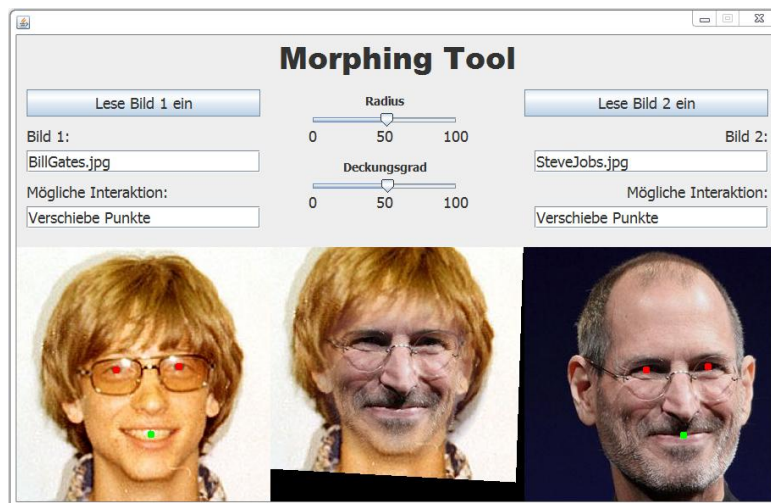 Morphing Tool
Lese Bild 1 ein
Radius
Lese Bild 2 ein
0 50 100
Bild 1:
Bild 2:
BillGates.jpg
Deckungsgrad
SteveJobs.jpg
0 50 100
Mögliche Interaktion:
Mögliche Interaktion:
Verschiebe Punkte
Verschiebe Punkte